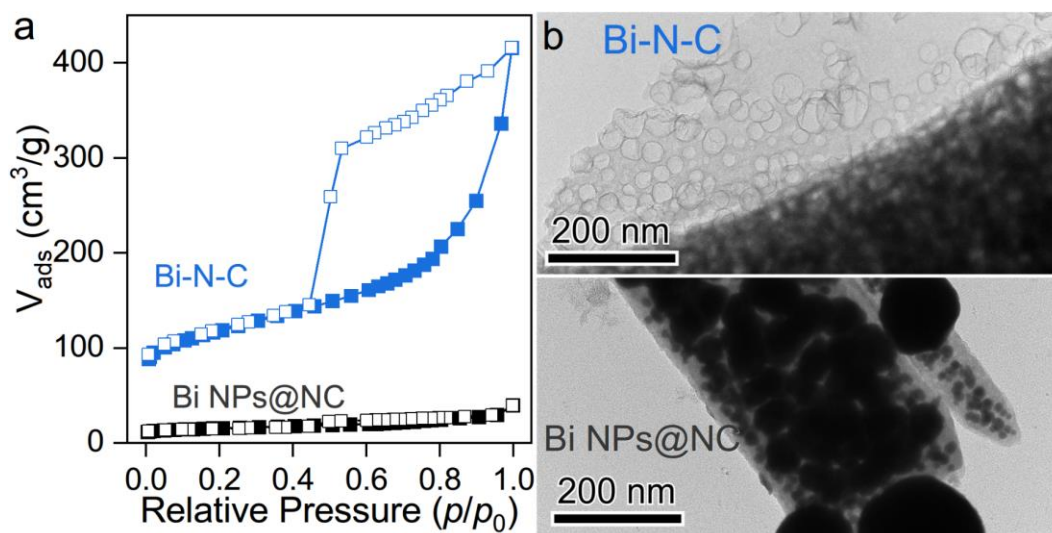 a
400
300
200
100
0
V_ads (cm³/g)
Bi-N-C
Bi NPs@NC
0.0 0.2 0.4 0.6 0.8 1.0
Relative Pressure (p/p₀)
b
Bi-N-C
200 nm
Bi NPs@NC
200 nm